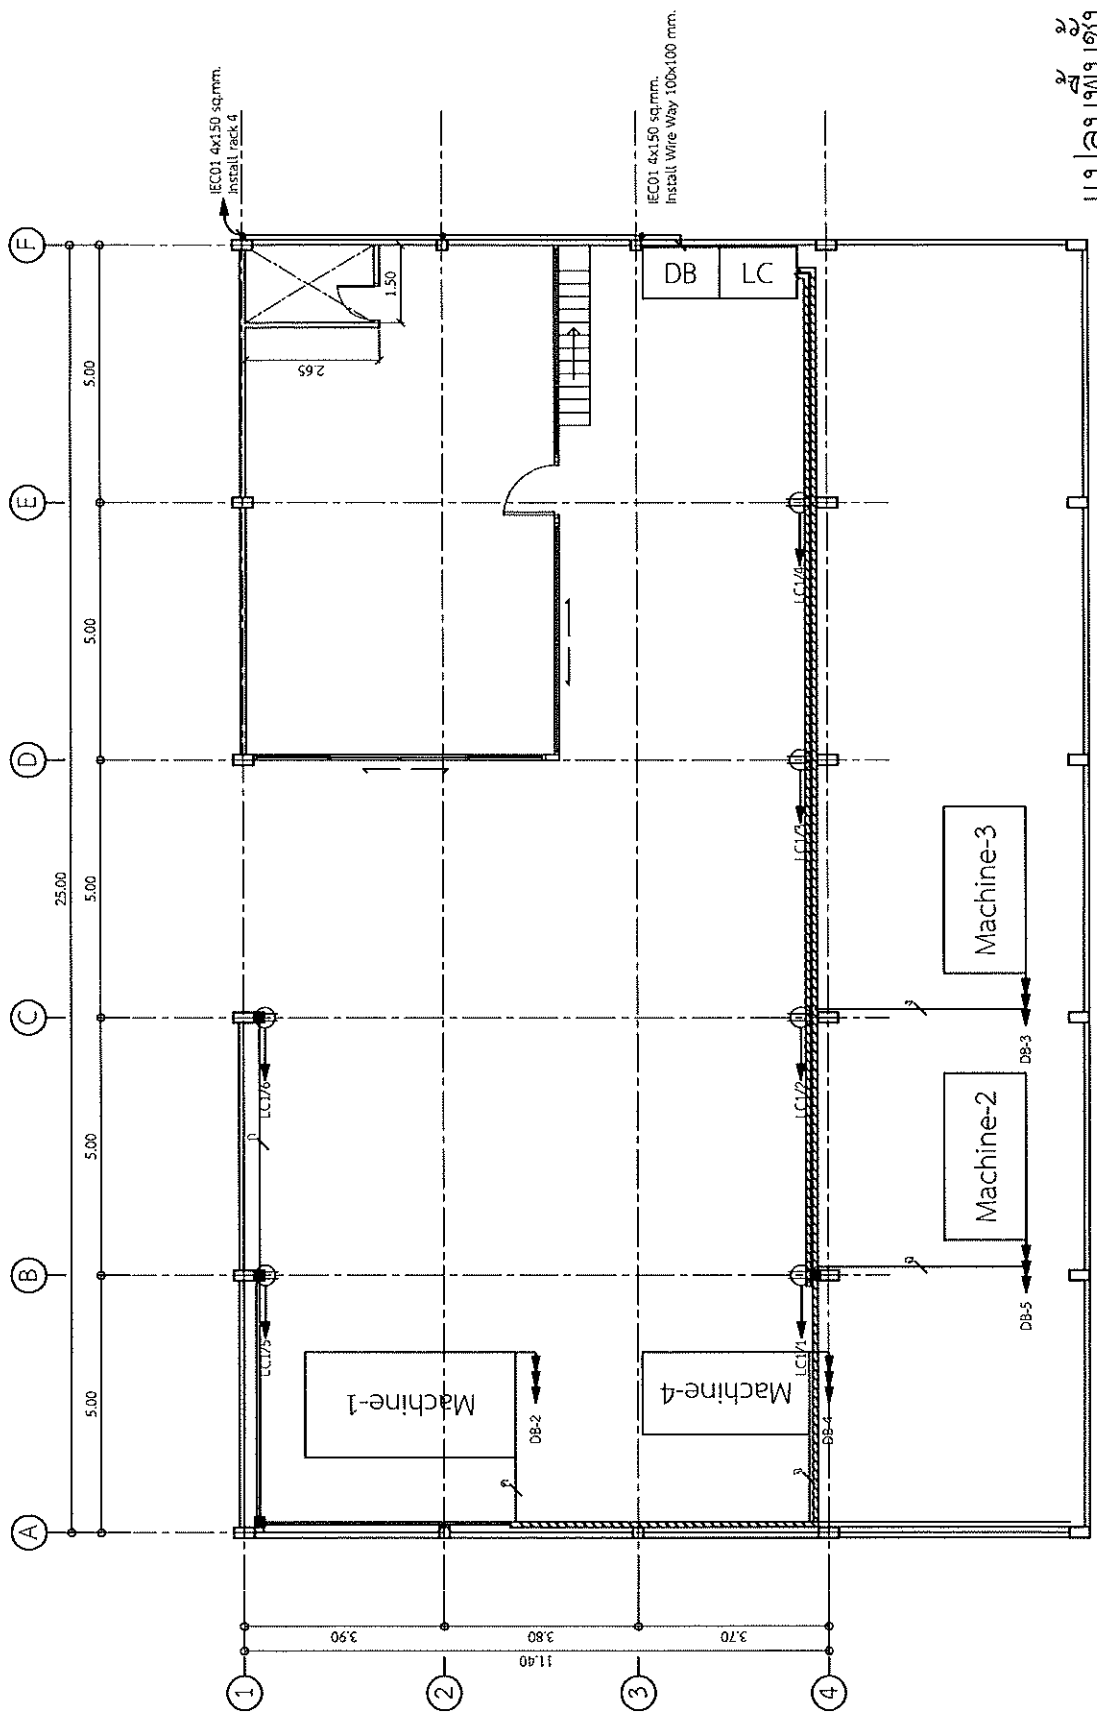 A
B
C
D
E
F
25.00
5.00
5.00
5.00
5.00
5.00
1
2
3
4
11.40
3.90
3.80
3.70
IEC01 4x150 sq.mm.
Install rack 4
2.65
1.50
LC1/5
LC1/6
Machine-1
DB-2
Machine-4
DB-4
IEC01 4x150 sq.mm.
Install Wire Way 100x100 mm.
DB
LC
LC1/1
LC1/2
LC1/3
LC1/4
Machine-2
Machine-3
DB-5
DB-3